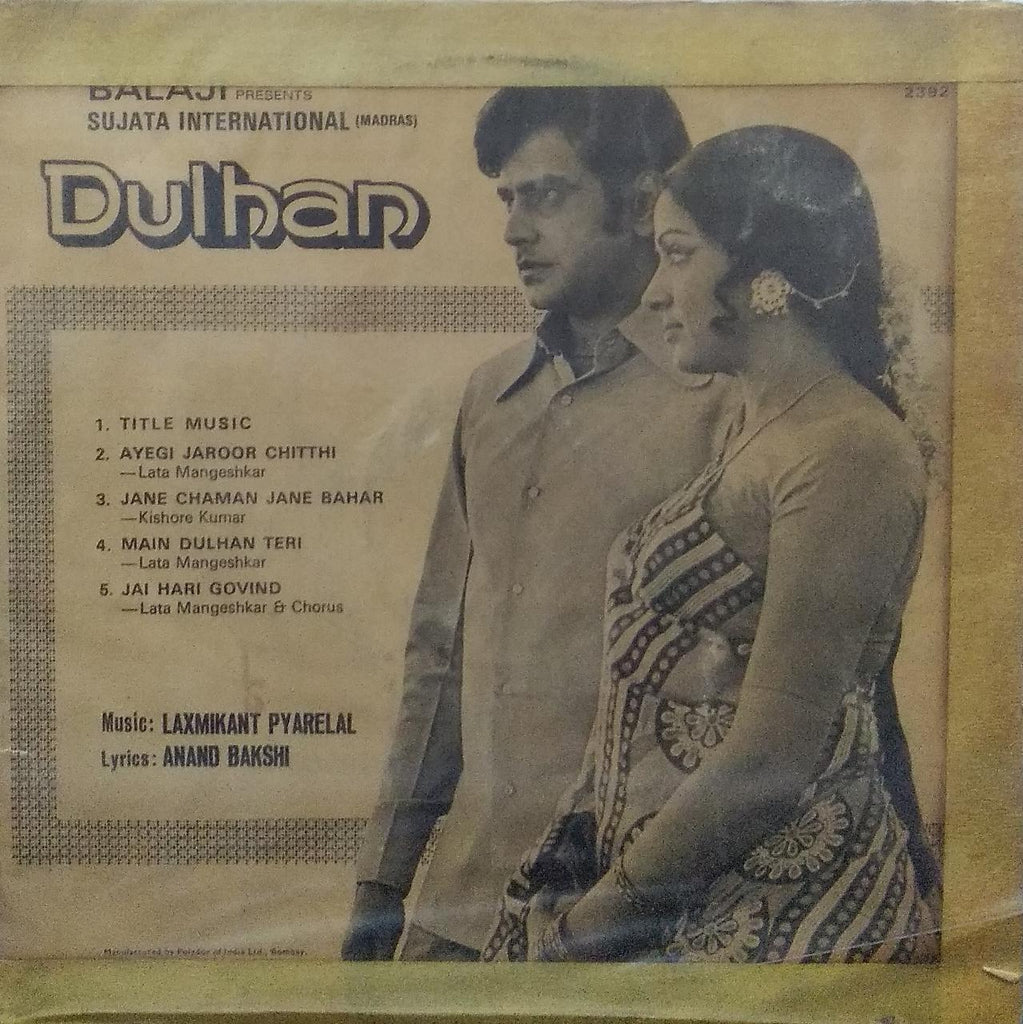 BALAJI PRESENTS
2392
SUJATA INTERNATIONAL (MADRAS)
Dulhan
1. TITLE MUSIC
2. AYEGI JAROOR CHITTHI
—Lata Mangeshkar
3. JANE CHAMAN JANE BAHAR
—Kishore Kumar
4. MAIN DULHAN TERI
—Lata Mangeshkar
5. JAI HARI GOVIND
—Lata Mangeshkar & Chorus
Music: LAXMIKANT PYARELAL
Lyrics: ANAND BAKSHI
Manufactured by Polydor of India Ltd., Bombay.